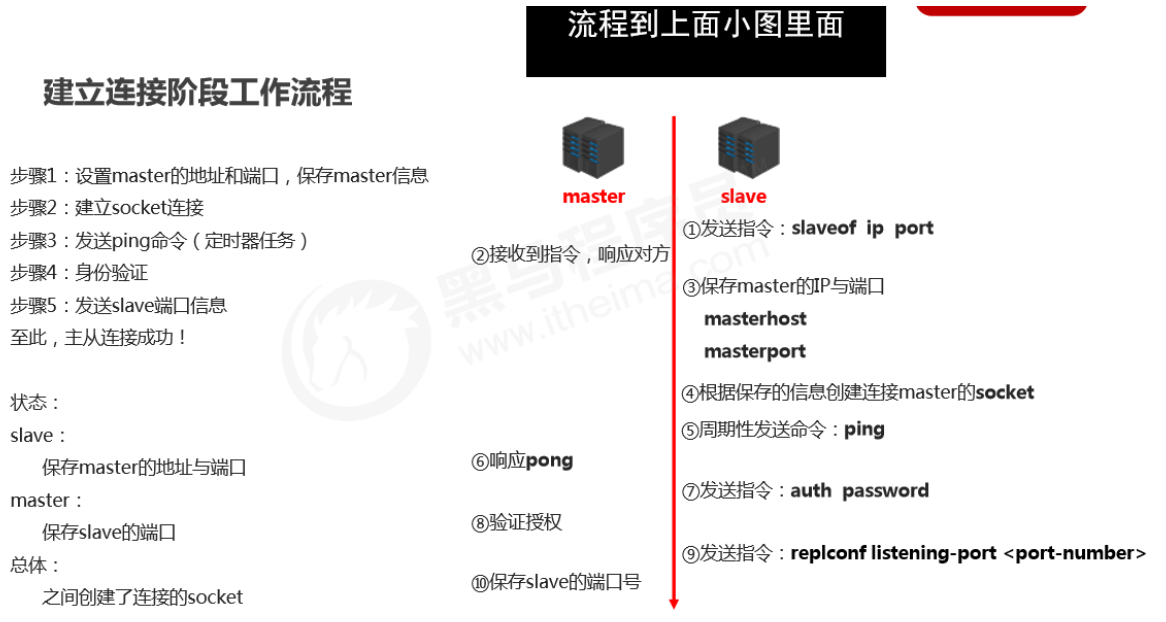 流程到上面小图里面
建立连接阶段工作流程
步骤1：设置master的地址和端口，保存master信息
步骤2：建立socket连接
步骤3：发送ping命令（定时器任务）
步骤4：身份验证
步骤5：发送slave端口信息
至此，主从连接成功！
状态：
slave：
保存master的地址与端口
master：
保存slave的端口
总体：
之间创建了连接的socket
master
slave
①发送指令：slaveof ip port
②接收到指令，响应对方
③保存master的IP与端口
masterhost
masterport
④根据保存的信息创建连接master的socket
⑤周期性发送命令：ping
⑥响应pong
⑦发送指令：auth password
⑧验证授权
⑨发送指令：replconf listening-port <port-number>
⑩保存slave的端口号
黑马程序员
www.itheima.com